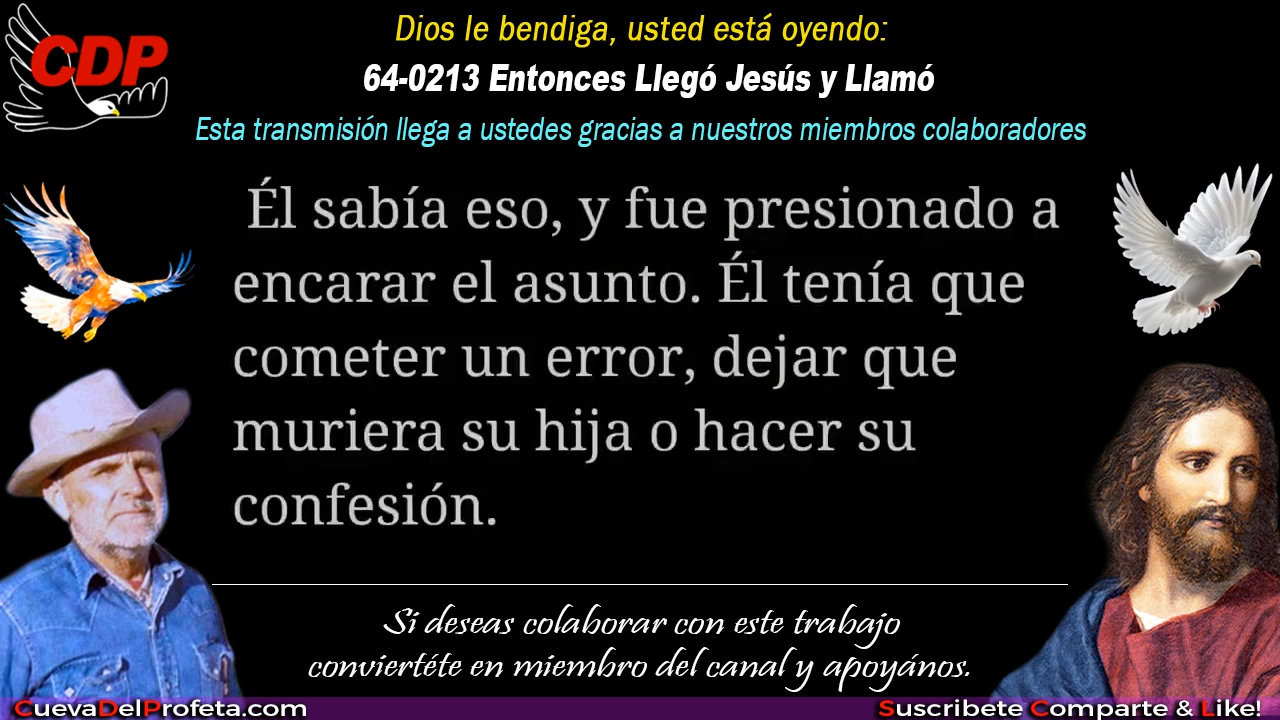 CDP
Dios le bendiga, usted está oyendo:
64-0213 Entonces Llegó Jesús y Llamó
Esta transmisión llega a ustedes gracias a nuestros miembros colaboradores
Él sabía eso, y fue presionado a
encarar el asunto. Él tenía que
cometer un error, dejar que
muriera su hija o hacer su
confesión.
Si deseas colaborar con este trabajo
conviertéte en miembro del canal y apoyános.
CuevaDelProfeta.com
Suscribete Comparte & Like!